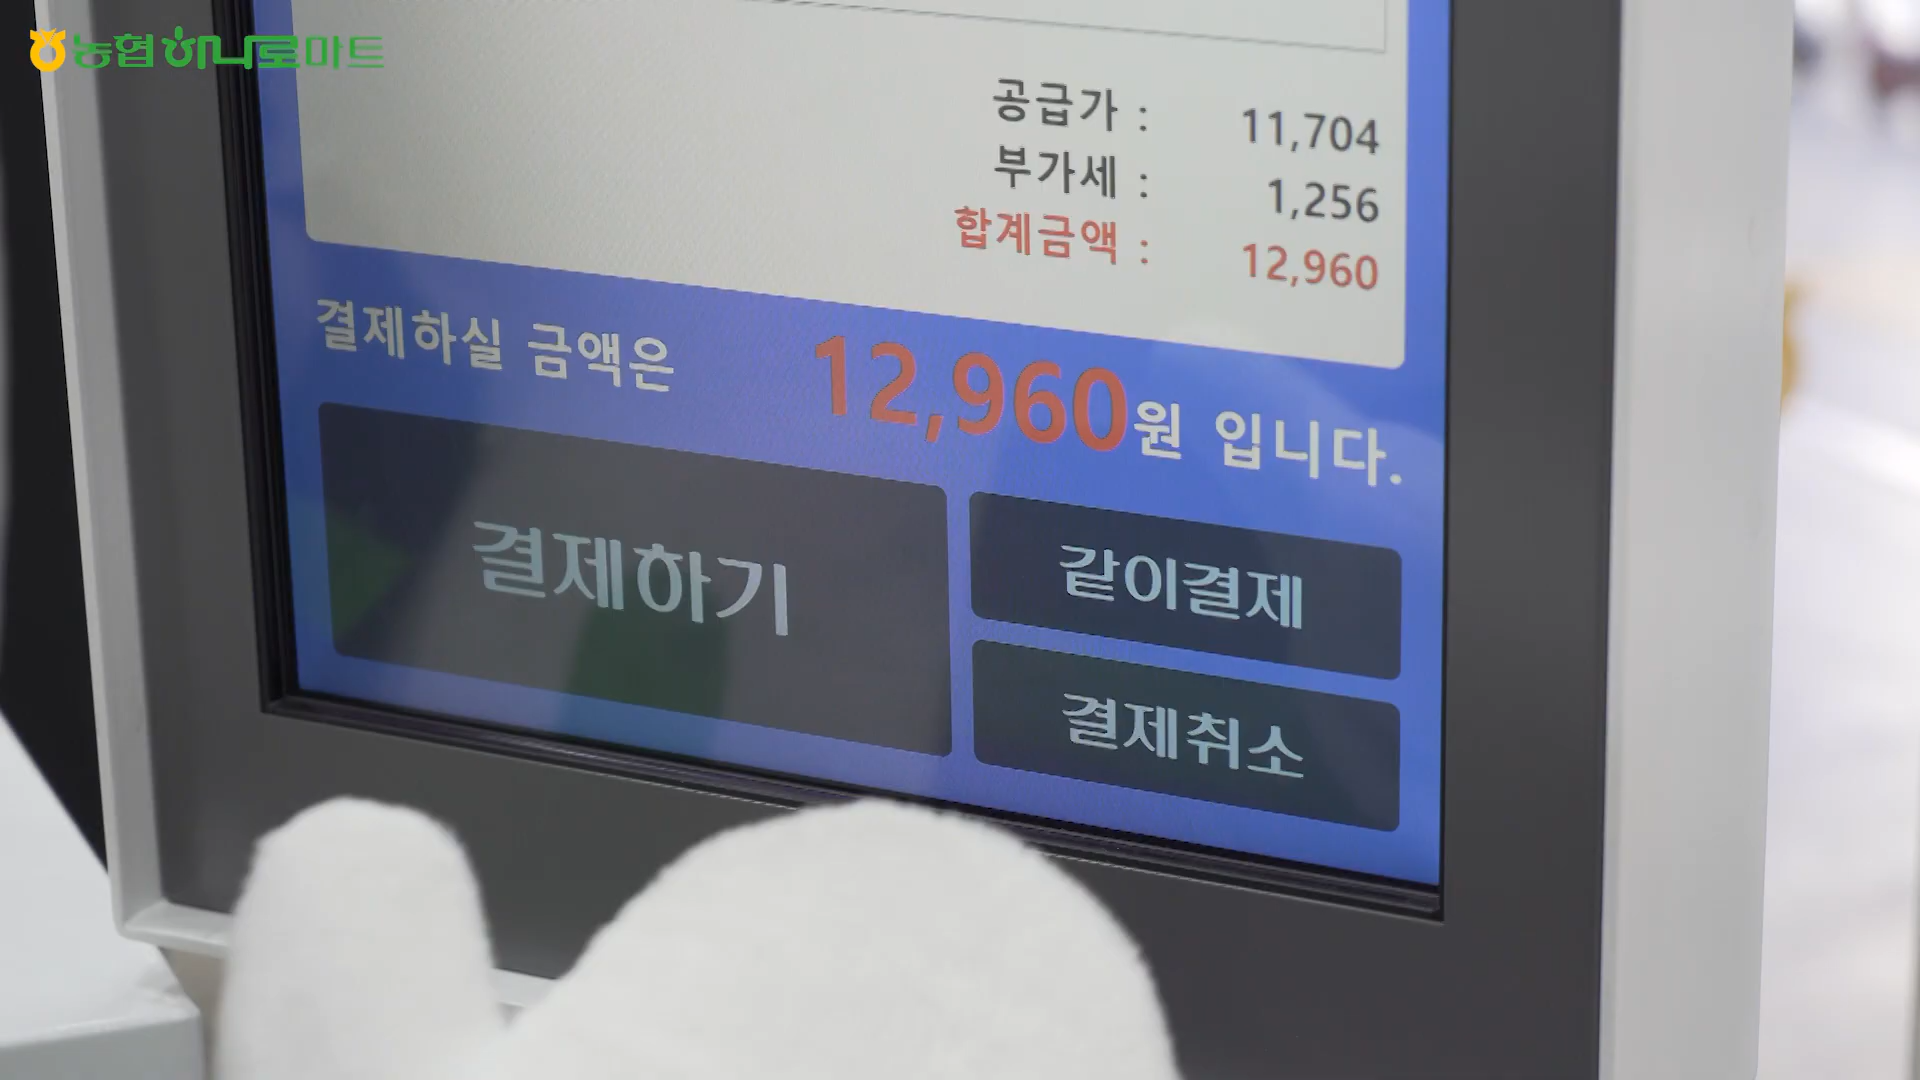 농협 하나로마트
공급가 : 11,704
부가세 : 1,256
합계금액 : 12,960
결제하실 금액은 12,960원 입니다.
결제하기
같이결제
결제취소